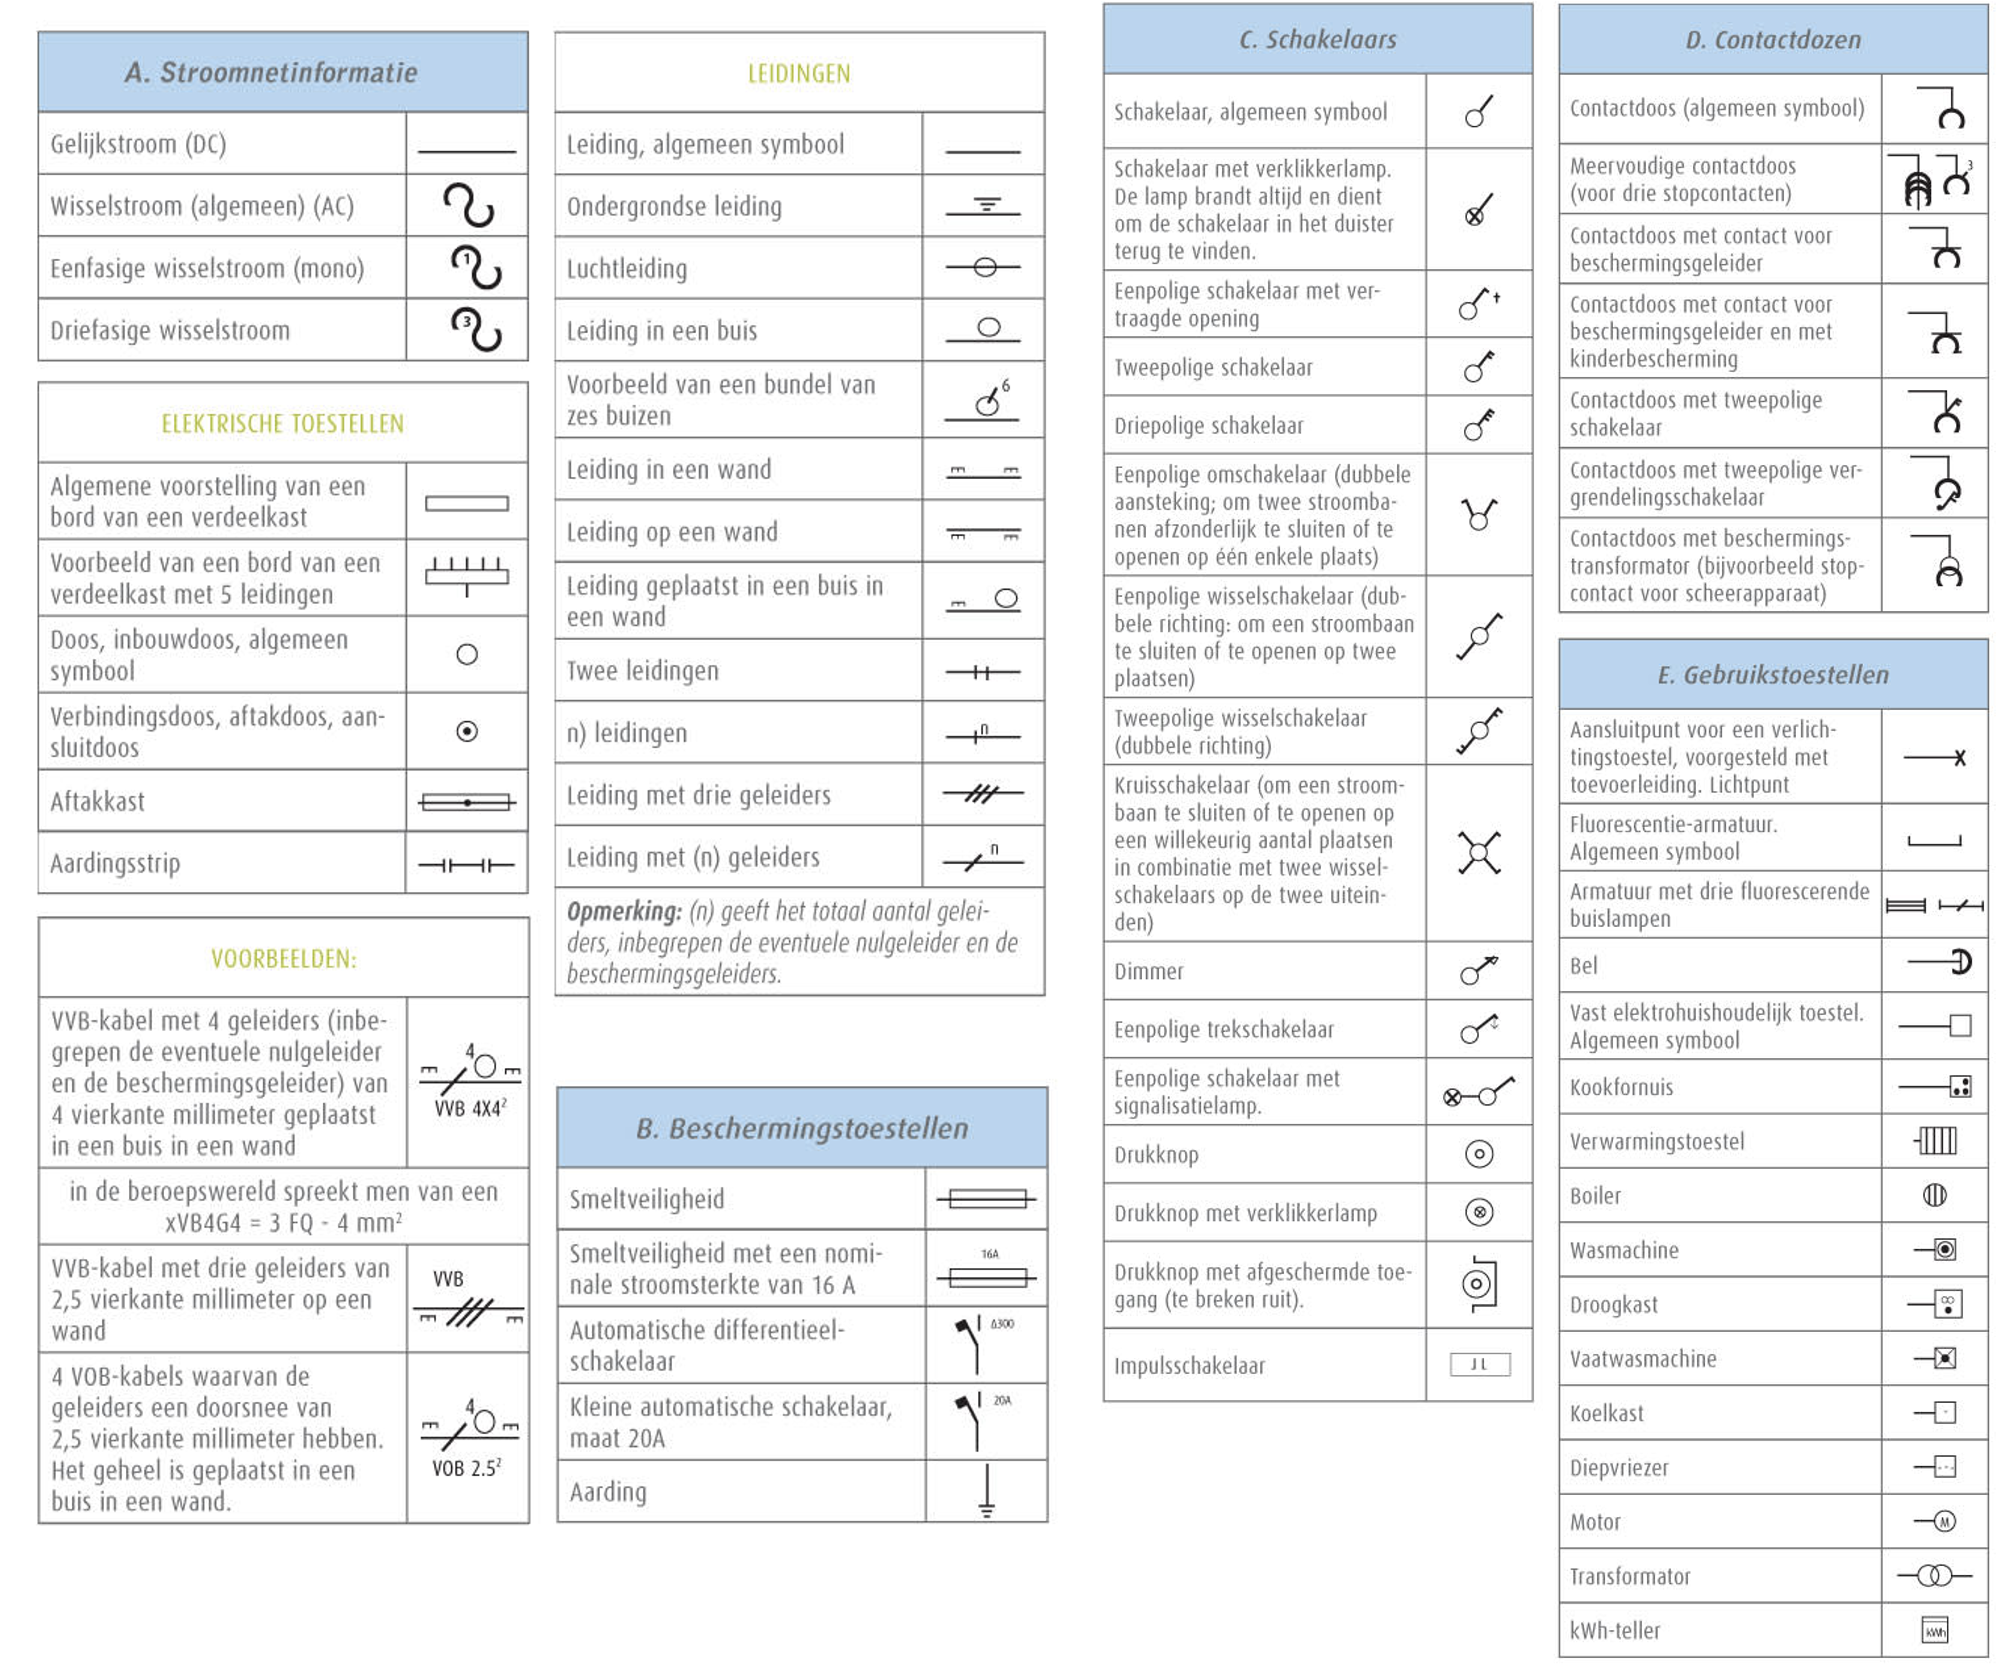 A. Stroomnetinformatie
Gelijkstroom (DC)
Wisselstroom (algemeen) (AC)
Eenfasige wisselstroom (mono)
1
Driefasige wisselstroom
3
ELEKTRISCHE TOESTELLEN
Algemene voorstelling van een
bord van een verdeelkast
Voorbeeld van een bord van een
verdeelkast met 5 leidingen
Doos, inbouwdoos, algemeen
symbool
Verbindingsdoos, aftakdoos, aan-
sluitdoos
Aftakkast
Aardingsstrip
VOORBEELDEN:
VVB-kabel met 4 geleiders (inbe-
grepen de eventuele nulgeleider
en de beschermingsgeleider) van
4 vierkante millimeter geplaatst
in een buis in een wand
4
VVB 4X4²
in de beroepswereld spreekt men van een
xVB4G4 = 3 FQ - 4 mm²
VVB-kabel met drie geleiders van
2,5 vierkante millimeter op een
wand
VVB
4 VOB-kabels waarvan de
geleiders een doorsnee van
2,5 vierkante millimeter hebben.
Het geheel is geplaatst in een
buis in een wand.
4
VOB 2.5²
LEIDINGEN
Leiding, algemeen symbool
Ondergrondse leiding
Luchtleiding
Leiding in een buis
Voorbeeld van een bundel van
zes buizen
6
Leiding in een wand
Leiding op een wand
Leiding geplaatst in een buis in
een wand
Twee leidingen
n) leidingen
n
Leiding met drie geleiders
Leiding met (n) geleiders
n
Opmerking: (n) geeft het totaal aantal gelei-
ders, inbegrepen de eventuele nulgeleider en de
beschermingsgeleiders.
B. Beschermingstoestellen
Smeltveiligheid
Smeltveiligheid met een nomi-
nale stroomsterkte van 16 A
16A
Automatische differentieel-
schakelaar
Δ300
Kleine automatische schakelaar,
maat 20A
20A
Aarding
C. Schakelaars
Schakelaar, algemeen symbool
Schakelaar met verklikkerlamp.
De lamp brandt altijd en dient
om de schakelaar in het duister
terug te vinden.
Eenpolige schakelaar met ver-
traagde opening
t
Tweepolige schakelaar
Driepolige schakelaar
Eenpolige omschakelaar (dubbele
aansteking; om twee stroomba-
nen afzonderlijk te sluiten of te
openen op één enkele plaats)
Eenpolige wisselschakelaar (dub-
bele richting: om een stroombaan
te sluiten of te openen op twee
plaatsen)
Tweepolige wisselschakelaar
(dubbele richting)
Kruisschakelaar (om een stroom-
baan te sluiten of te openen op
een willekeurig aantal plaatsen
in combinatie met twee wissel-
schakelaars op de twee uitein-
den)
Dimmer
Eenpolige trekschakelaar
Eenpolige schakelaar met
signalisatielamp.
Drukknop
Drukknop met verklikkerlamp
Drukknop met afgeschermde toe-
gang (te breken ruit).
Impulsschakelaar
D. Contactdozen
Contactdoos (algemeen symbool)
Meervoudige contactdoos
(voor drie stopcontacten)
3
Contactdoos met contact voor
beschermingsgeleider
Contactdoos met contact voor
beschermingsgeleider en met
kinderbescherming
Contactdoos met tweepolige
schakelaar
Contactdoos met tweepolige ver-
grendelingsschakelaar
Contactdoos met beschermings-
transformator (bijvoorbeeld stop-
contact voor scheerapparaat)
E. Gebruikstoestellen
Aansluitpunt voor een verlich-
tingstoestel, voorgesteld met
toevoerleiding. Lichtpunt
Fluorescentie-armatuur.
Algemeen symbool
Armatuur met drie fluorescerende
buislampen
Bel
Vast elektrohuishoudelijk toestel.
Algemeen symbool
Kookfornuis
Verwarmingstoestel
Boiler
Wasmachine
Droogkast
Vaatwasmachine
Koelkast
Diepvriezer
Motor
M
Transformator
kWh-teller
kWh